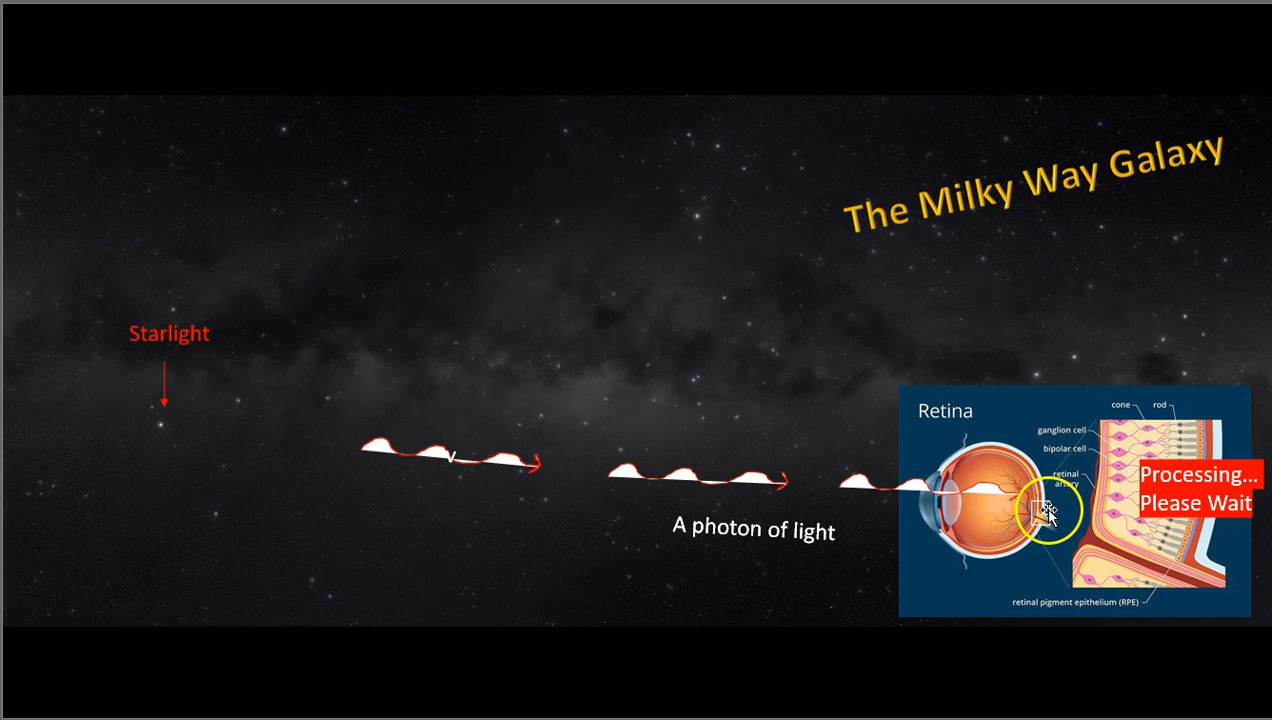 The Milky Way Galaxy
Starlight
Retina
cone
rod
ganglion cell
bipolar cell
retinal
artery
Processing...
Please Wait
v
A photon of light
retinal pigment epithelium (RPE)